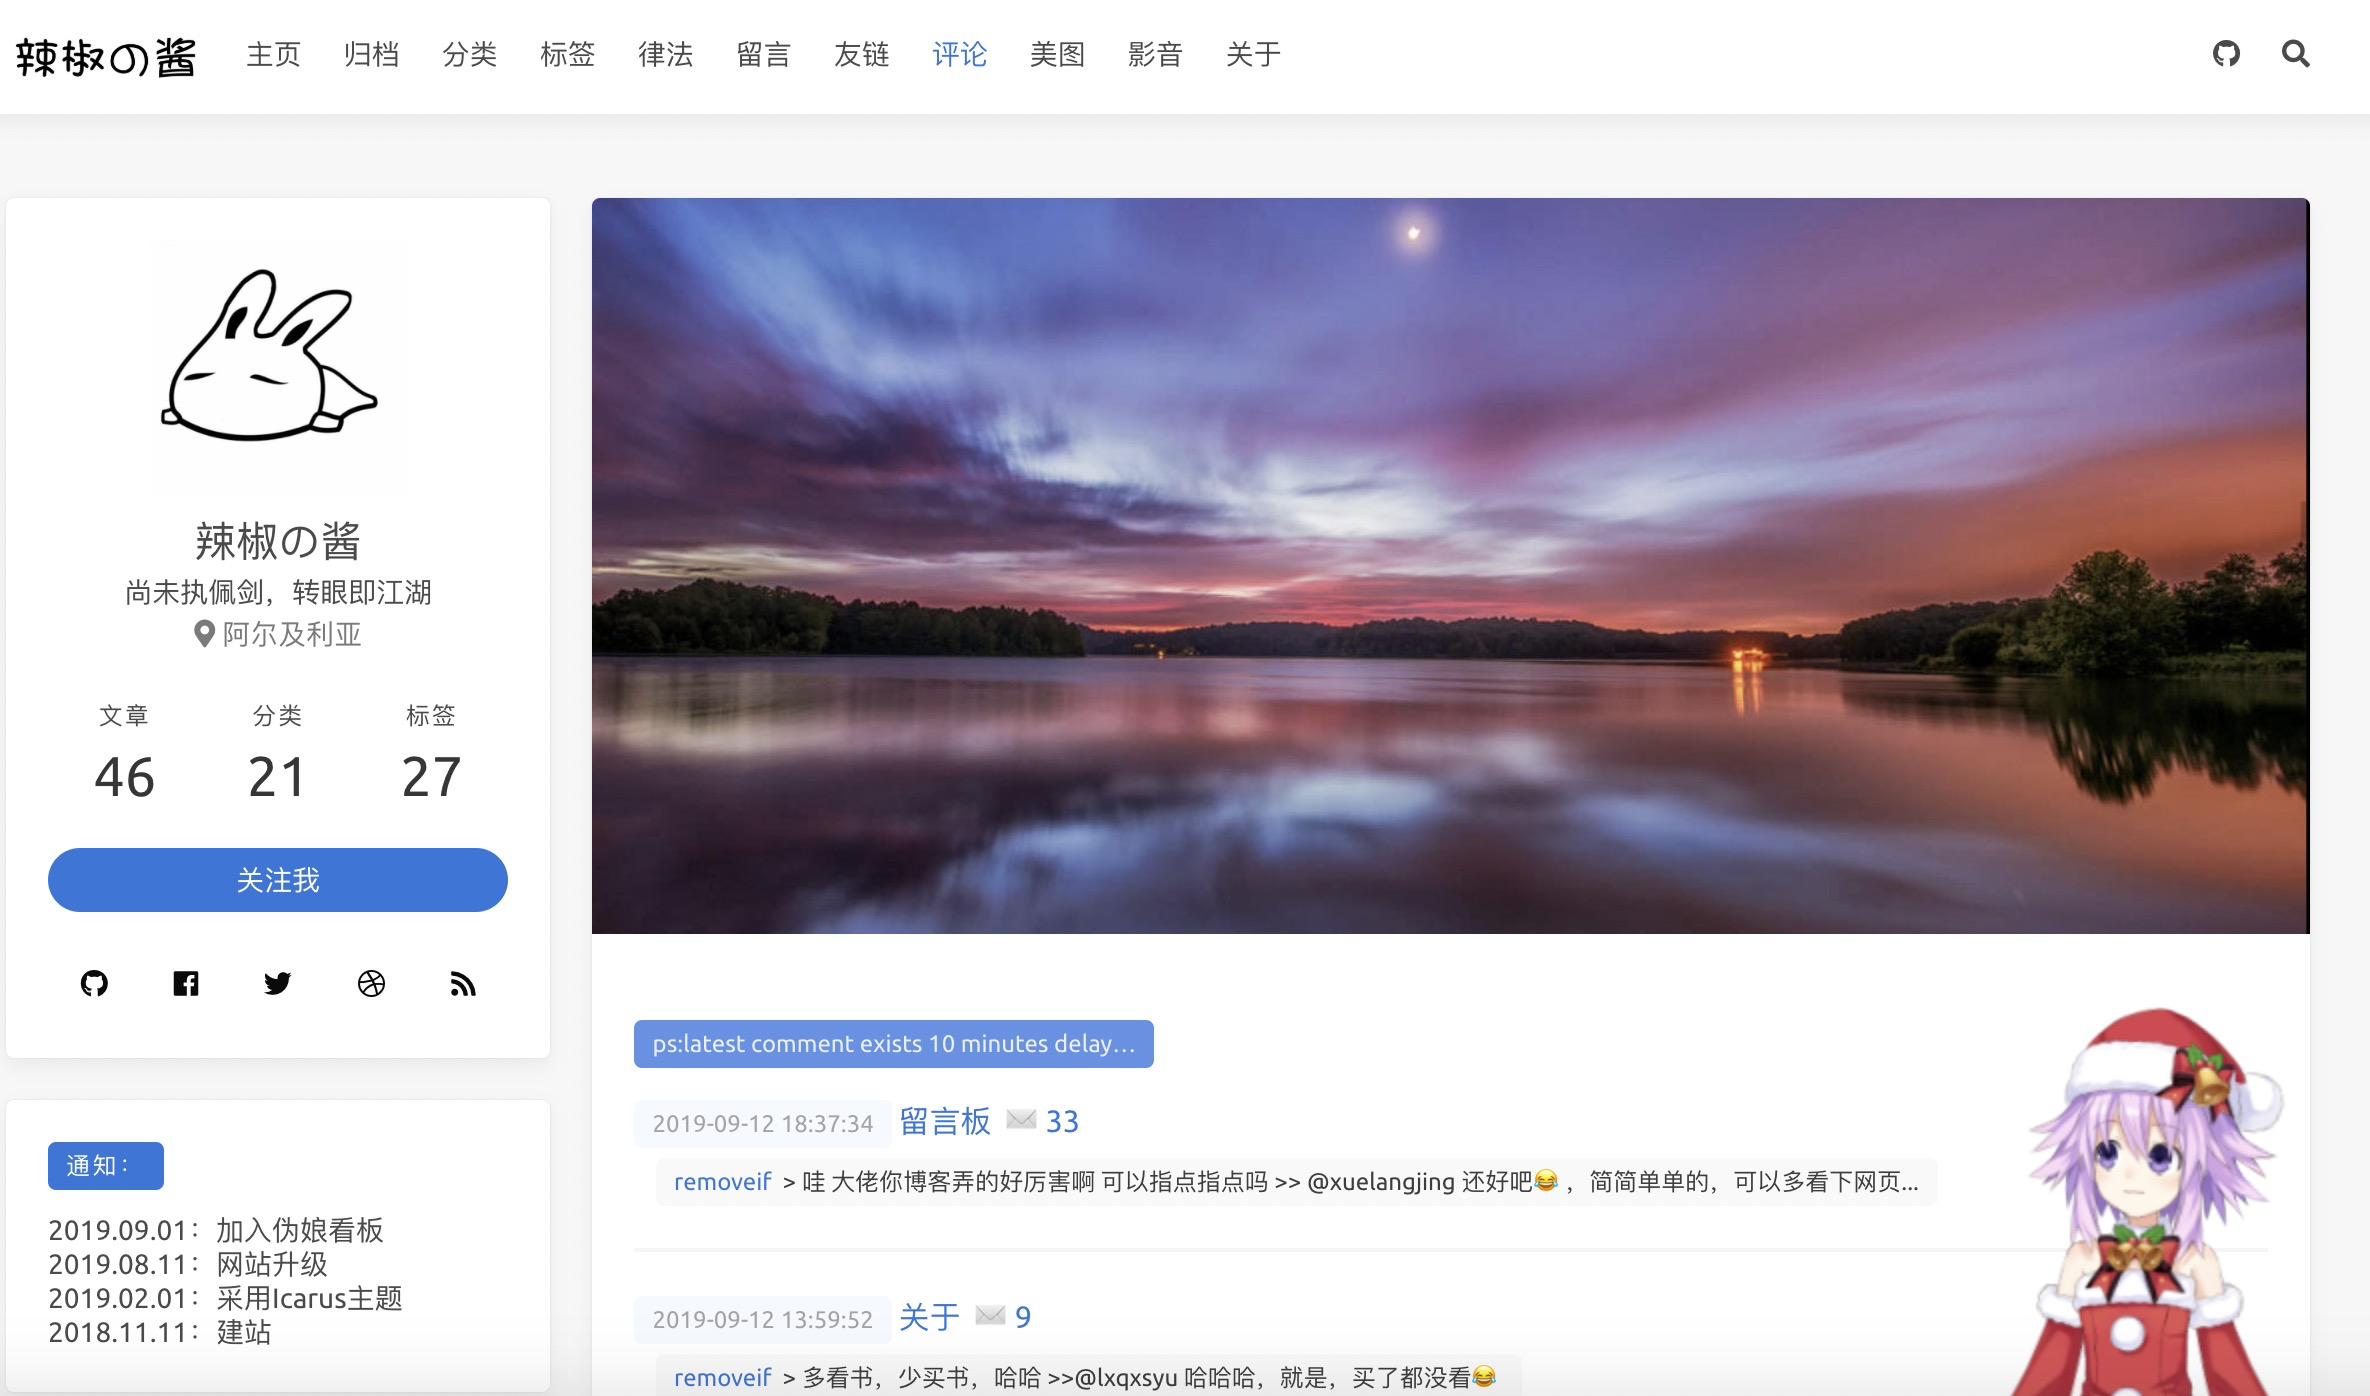 辣椒の酱 主页 归档 分类 标签 律法 留言 友链 评论 美图 影音 关于
辣椒の酱
尚未执佩剑，转眼即江湖
阿尔及利亚
文章 分类 标签
46 21 27
关注我
通知：
2019.09.01：加入伪娘看板
2019.08.11：网站升级
2019.02.01：采用Icarus主题
2018.11.11：建站
ps:latest comment exists 10 minutes delay…
2019-09-12 18:37:34 留言板 ✉️ 33
removeif > 哇 大佬你博客弄的好厉害啊 可以指点指点吗 >> @xuelangjing 还好吧😂 ，简简单单的，可以多看下网页...
2019-09-12 13:59:52 关于 ✉️ 9
removeif > 多看书，少买书，哈哈 >>@lxqxsyu 哈哈哈，就是，买了都没看😂